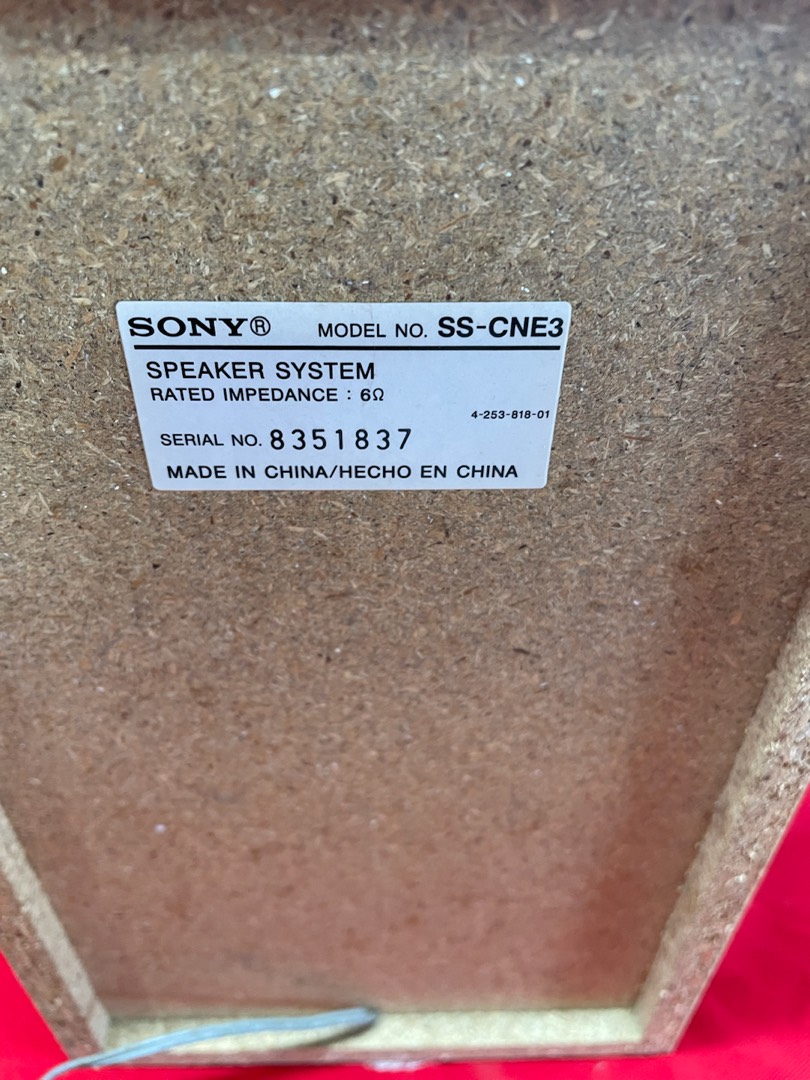 SONY® MODEL NO. SS-CNE3
SPEAKER SYSTEM
RATED IMPEDANCE : 6Ω
4-253-818-01
SERIAL NO. 8351837
MADE IN CHINA/HECHO EN CHINA